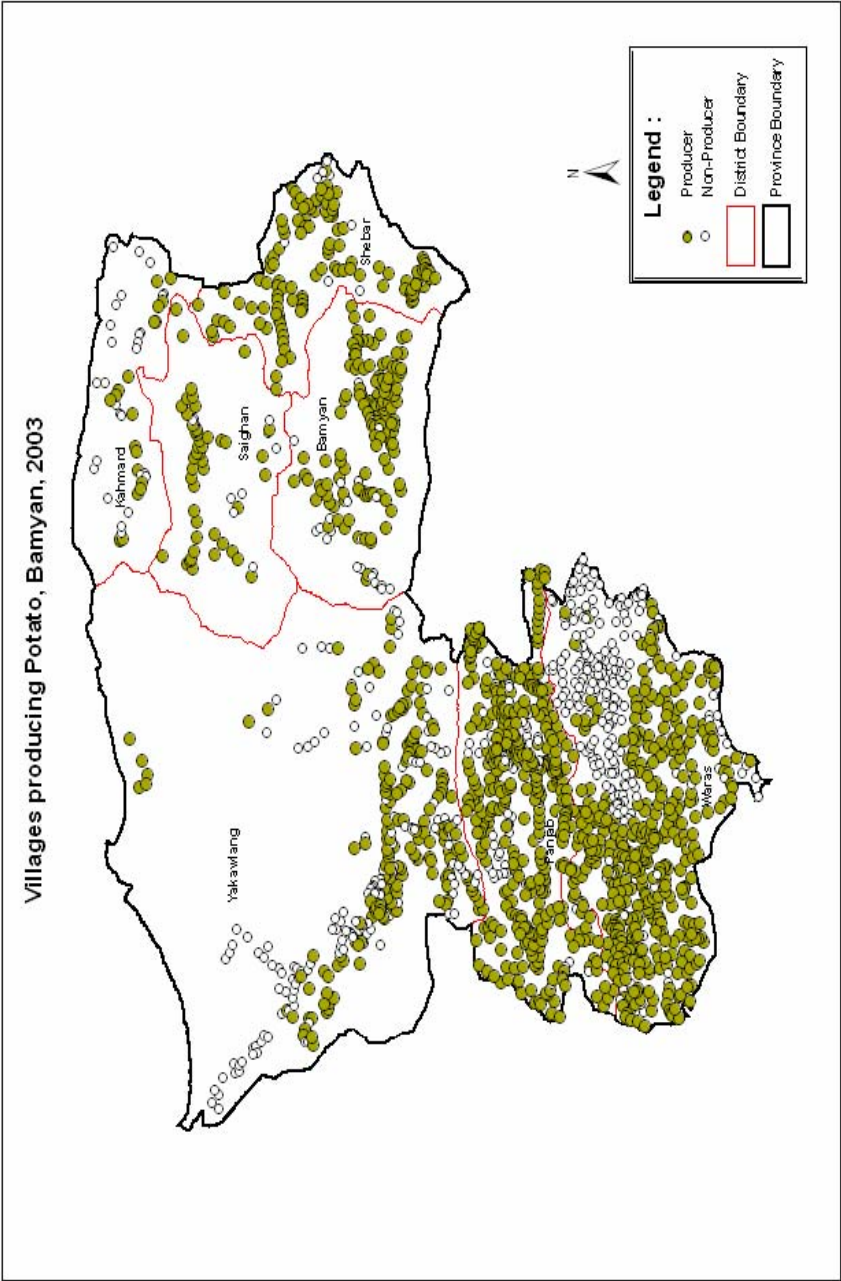 Villages producing Potato, Bamyan, 2003
Kahmard
Saighan
Shebar
Bamyan
Yakawlang
Panjab
Waras
N
Legend :
Producer
Non-Producer
District Boundary
Province Boundary